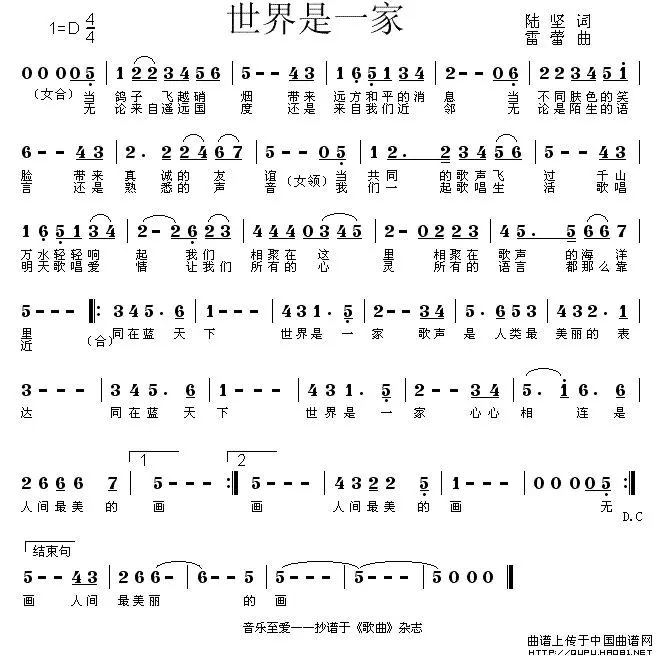 世界是一家
1=D 4/4
陆 坚 词
雷 蕾 曲
0 0 0 0 5 | 1 2 2 3 4 5 6 | 5 - - 4 3 | 1 6 5 1 3 4 | 2 - - 0 6 | 2 2 3 4 5 1 |
(女合) 当 鸽子 飞越硝 烟 带来 远方和平的消 息 当 不同肤色的笑
无 论来自遥远国 度 还是 来自我们近 邻 无 论是陌生的语
6 - - 4 3 | 2 . 2 2 4 6 7 | 5 - - 0 5 | 1 2 . 2 3 4 5 6 | 5 - - 4 3 |
脸 带来 真 诚的 友 谊 (女领) 当 共同 的歌声飞 过 千山
言 还是 熟 悉的 声 音 我 们一 起歌唱生 活 歌唱
1 6 5 1 3 4 | 2 - 2 6 2 3 | 4 4 4 0 3 4 5 | 2 - 0 2 2 3 | 4 5 . 5 6 6 7 |
万水轻轻响 起 我们 相聚在 这 里 相聚在 歌声 的海 洋
明天歌唱爱 情 让我们 所有的 心 灵 所有的 语言 都那么靠
5 - - - ‖: 3 4 5 . 6 | 1 - - - | 4 3 1 . 5 | 2 - - 3 4 | 5 . 6 5 3 | 4 3 2 . 1 |
里 (合) 同在蓝 天 下 世界是 一 家 歌声 是 人类最 美丽的 表
近
3 - - - | 3 4 5 . 6 | 1 - - - | 4 3 1 . 5 | 2 - - 3 4 | 5 . 1 6 . 6 |
达 同在蓝 天 下 世界是 一 家 心心 相 连是
1 2
2 6 6 6 7 | 5 - - - :‖ 5 - - - | 4 3 2 2 5 | 1 - - - | 0 0 0 0 5 :‖
人间最美 的 画 画 人间最美 的 画 无
D.C
结束句
5 - - 4 3 | 2 6 6 - | 6 - - 5 | 5 - - - | 5 - - - | 5 0 0 0 ‖
画 人间 最美丽 的 画
音乐至爱——抄谱于《歌曲》杂志
曲谱上传于中国曲谱网
http://QUPU.HAO81.NET